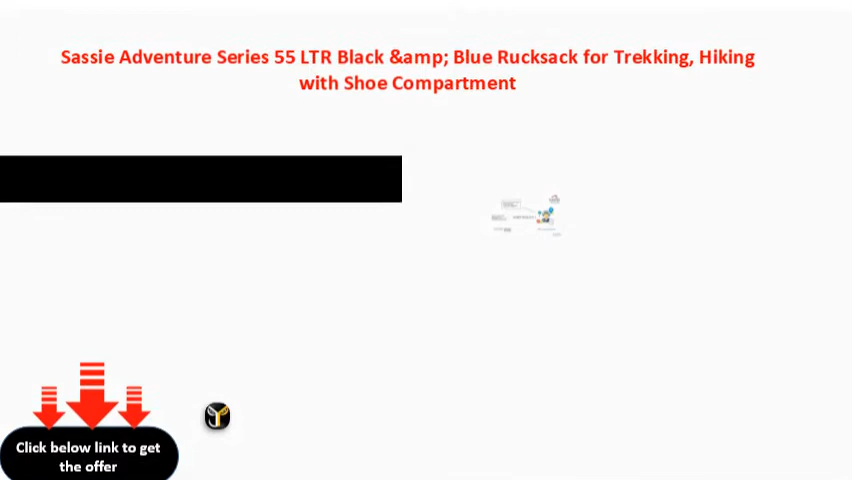 Sassie Adventure Series 55 LTR Black &amp; Blue Rucksack for Trekking, Hiking
with Shoe Compartment
Click below link to get
the offer